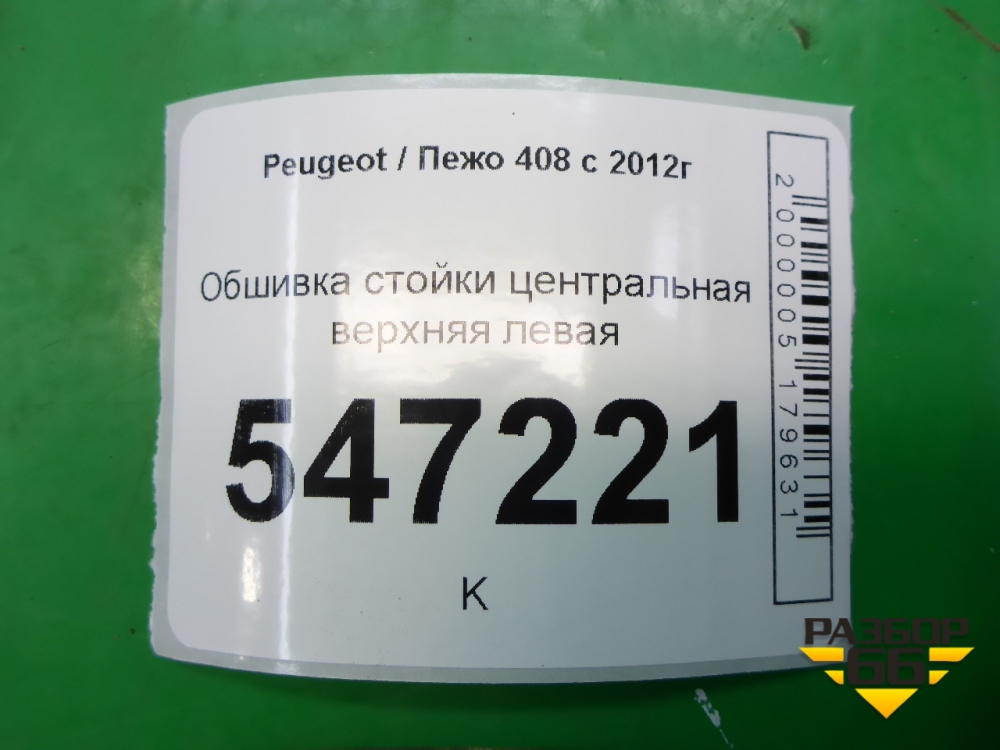 Peugeot / Пежо 408 с 2012г
Обшивка стойки центральная
верхняя левая
547221
К
2000005179631
РАЗБОР
66